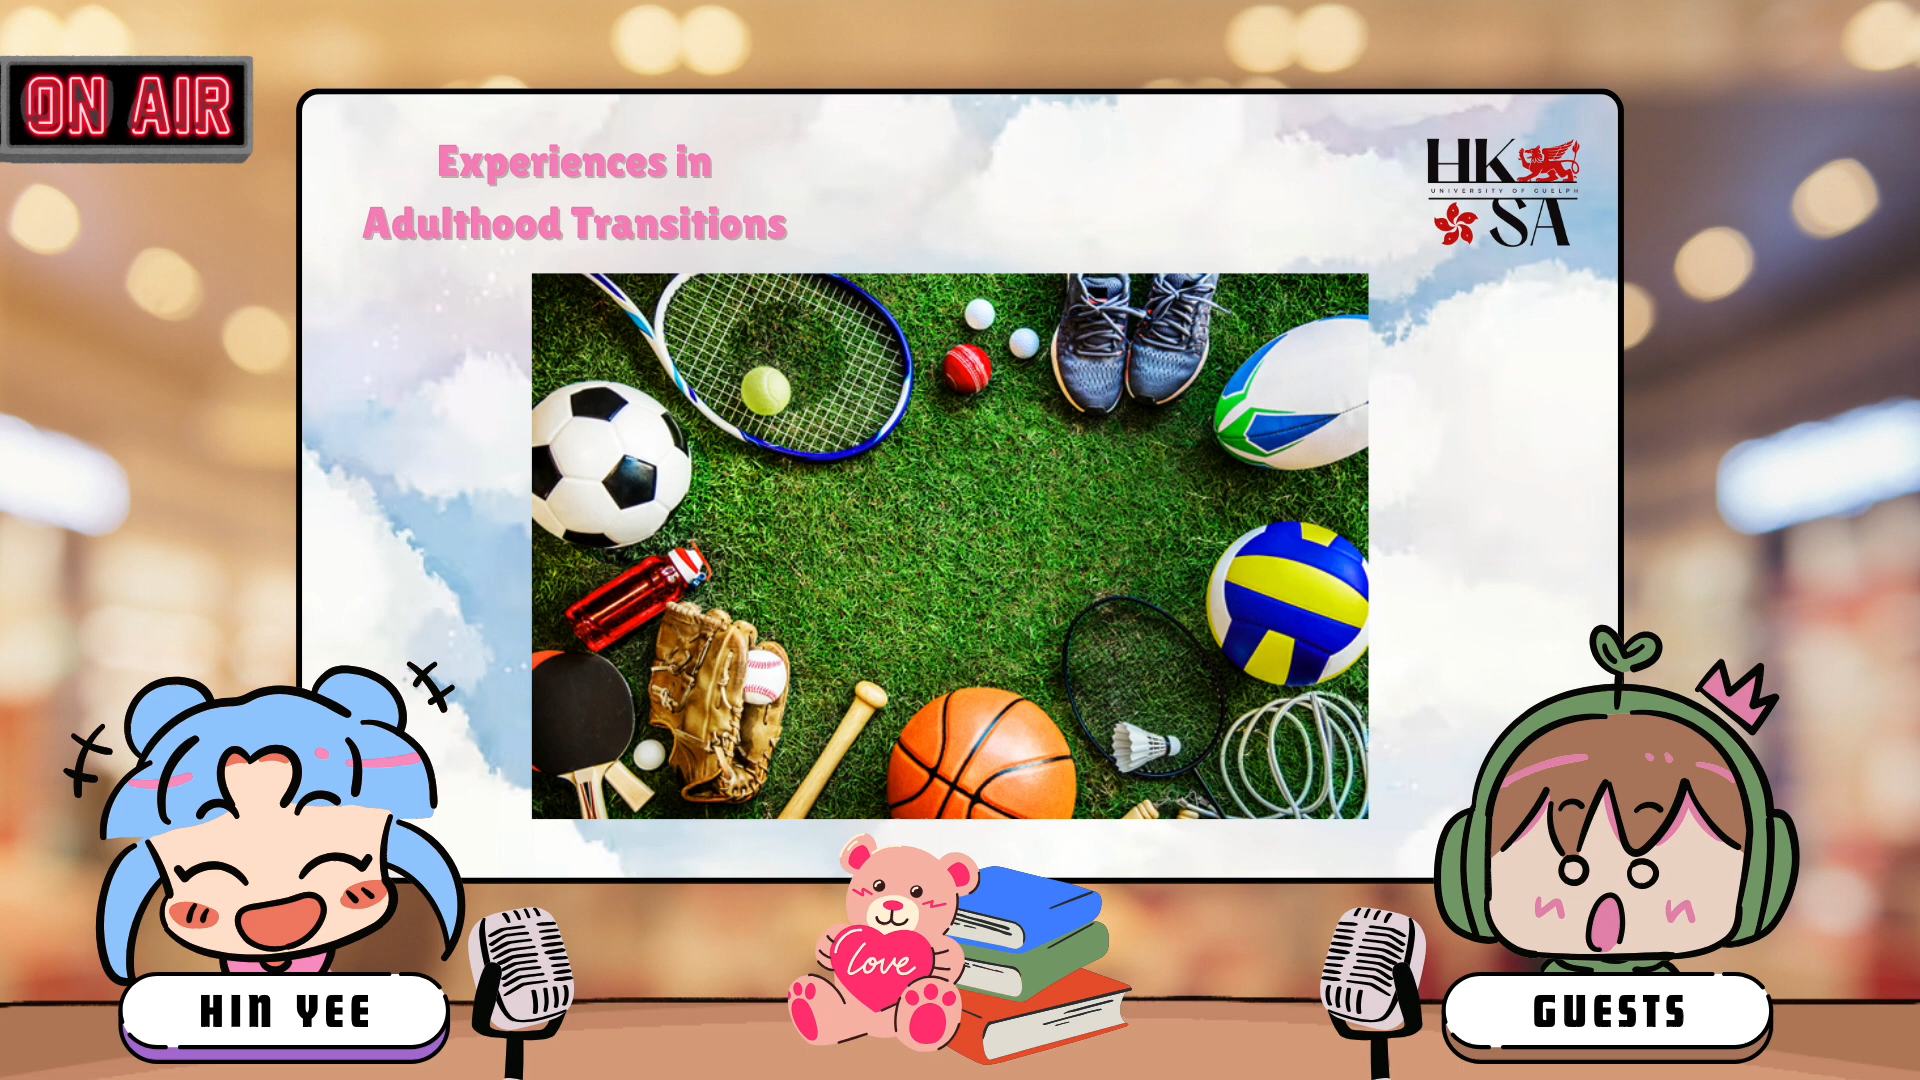 ON AIR
Experiences in
Adulthood Transitions
HK
UNIVERSITY OF GUELPH
SA
love
HIN YEE
GUESTS